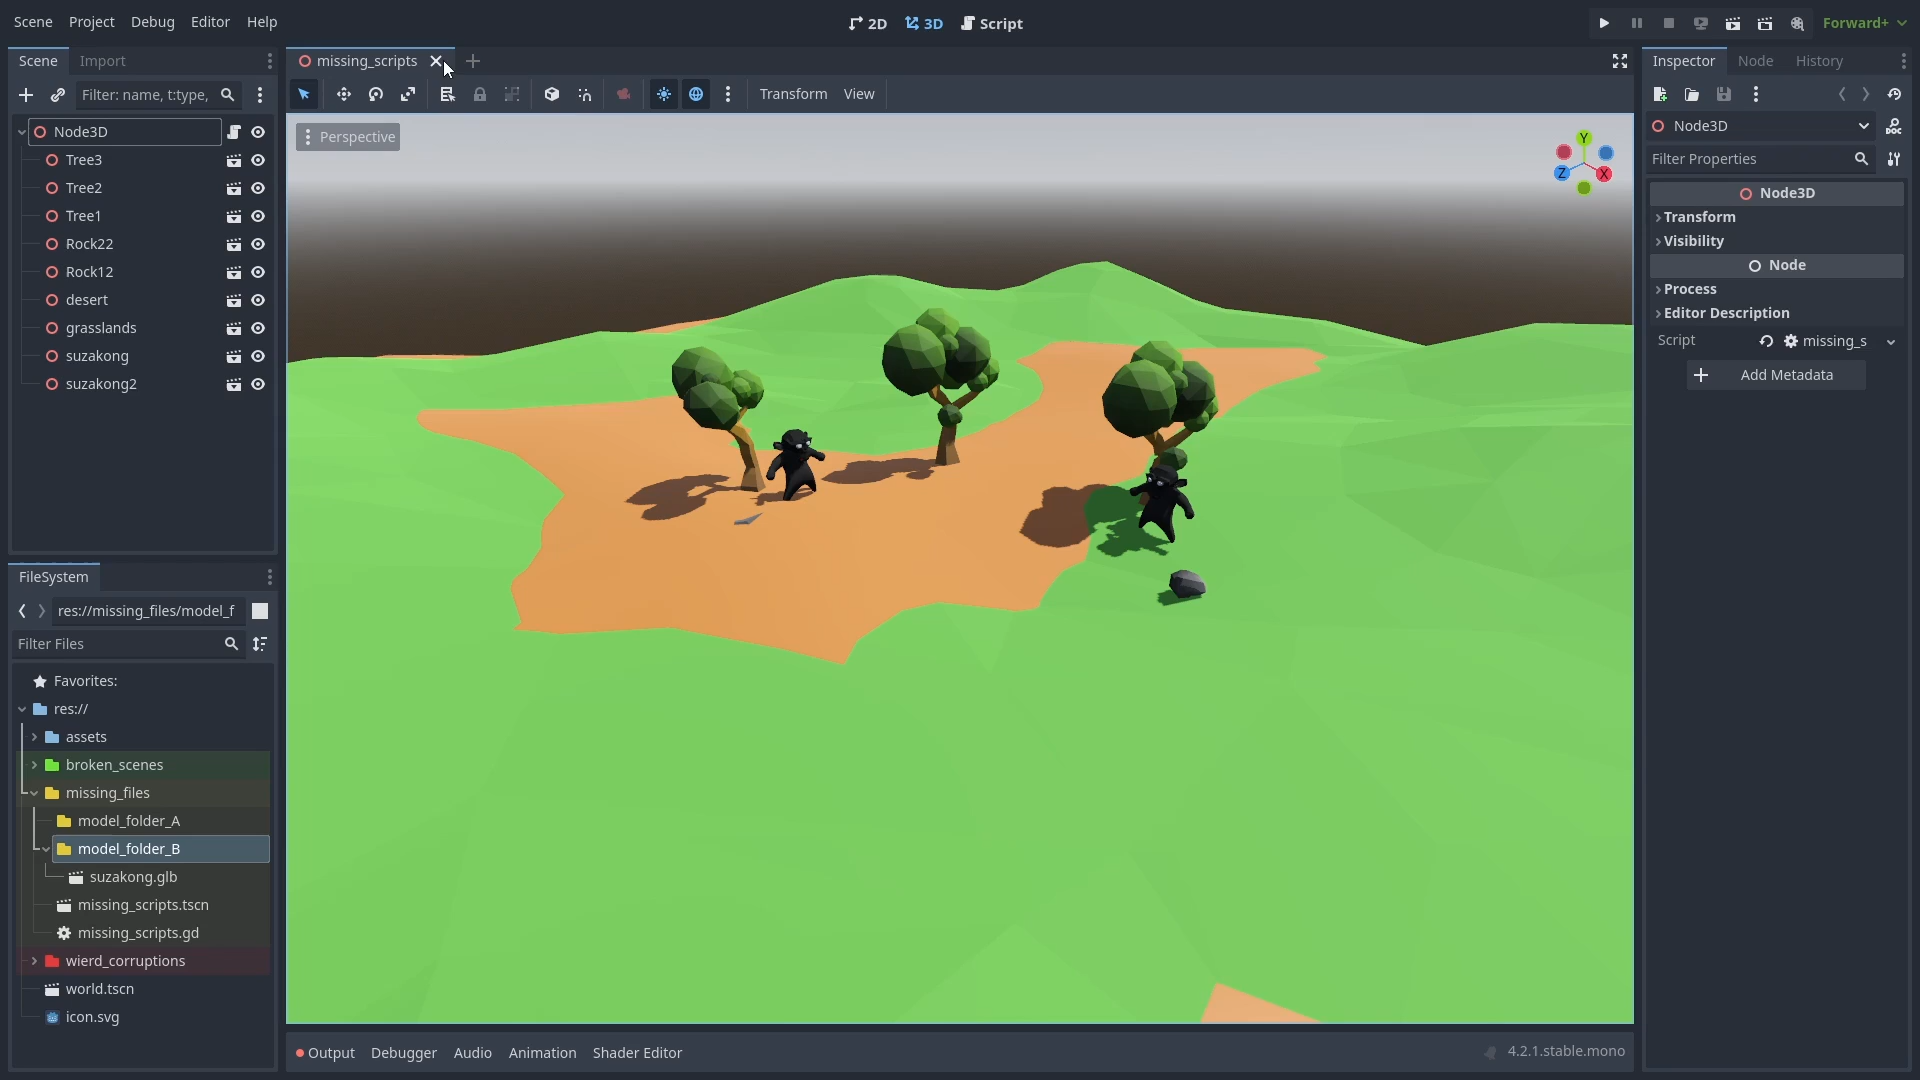 Scene Project Debug Editor Help
2D 3D Script
Forward+
Scene Import
missing_scripts
Inspector Node History
Filter: name, t:type,
Transform View
Node3D
Tree3
Tree2
Tree1
Rock22
Rock12
desert
grasslands
suzakong
suzakong2
Perspective
Y
Z
X
Node3D
DOC
Filter Properties
Node3D
Transform
Visibility
Node
Process
Editor Description
Script missing_s
Add Metadata
FileSystem
res://missing_files/model_f
Filter Files
Favorites:
res://
assets
broken_scenes
missing_files
model_folder_A
model_folder_B
suzakong.glb
missing_scripts.tscn
missing_scripts.gd
wierd_corruptions
world.tscn
icon.svg
Output Debugger Audio Animation Shader Editor
4.2.1.stable.mono